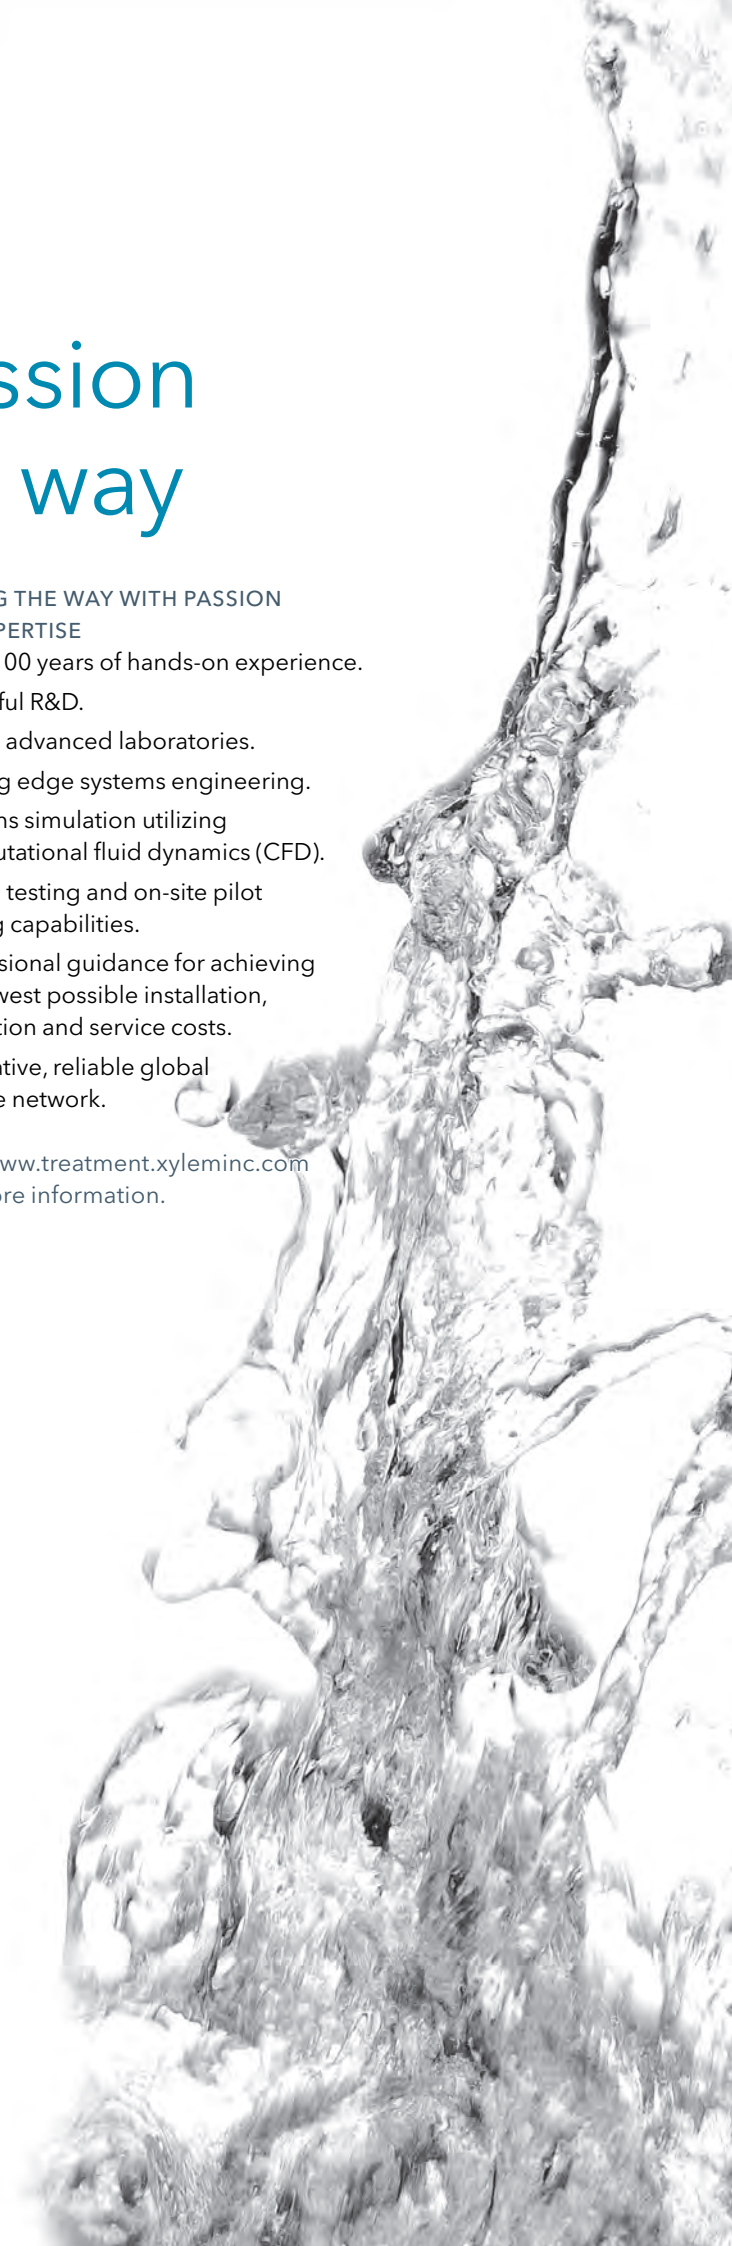 ssion
way
G THE WAY WITH PASSION
PERTISE
00 years of hands-on experience.
ful R&D.
advanced laboratories.
g edge systems engineering.
ns simulation utilizing
utational fluid dynamics (CFD).
testing and on-site pilot
g capabilities.
sional guidance for achieving
west possible installation,
tion and service costs.
ative, reliable global
e network.
ww.treatment.xyleminc.com
ore information.